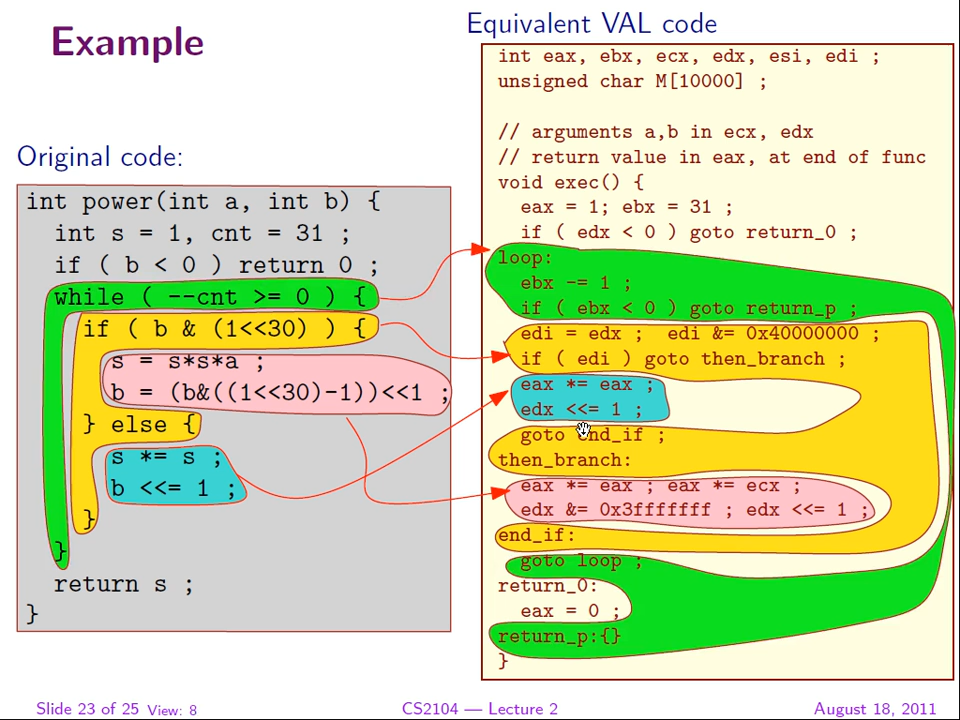 Example
Original code:
int power(int a, int b) {
int s = 1, cnt = 31 ;
if ( b < 0 ) return 0 ;
while ( --cnt >= 0 ) {
if ( b & (1<<30) ) {
s = s*s*a ;
b = (b&((1<<30)-1))<<1 ;
} else {
s *= s ;
b <<= 1 ;
}
}
return s ;
}
Equivalent VAL code
int eax, ebx, ecx, edx, esi, edi ;
unsigned char M[10000] ;
// arguments a,b in ecx, edx
// return value in eax, at end of func
void exec() {
eax = 1; ebx = 31 ;
if ( edx < 0 ) goto return_0 ;
loop:
ebx -= 1 ;
if ( ebx < 0 ) goto return_p ;
edi = edx ; edi &= 0x40000000 ;
if ( edi ) goto then_branch ;
eax *= eax ;
edx <<= 1 ;
goto end_if ;
then_branch:
eax *= eax ; eax *= ecx ;
edx &= 0x3fffffff ; edx <<= 1 ;
end_if:
goto loop ;
return_0:
eax = 0 ;
return_p:{}
}
Slide 23 of 25 View: 8
CS2104 — Lecture 2
August 18, 2011